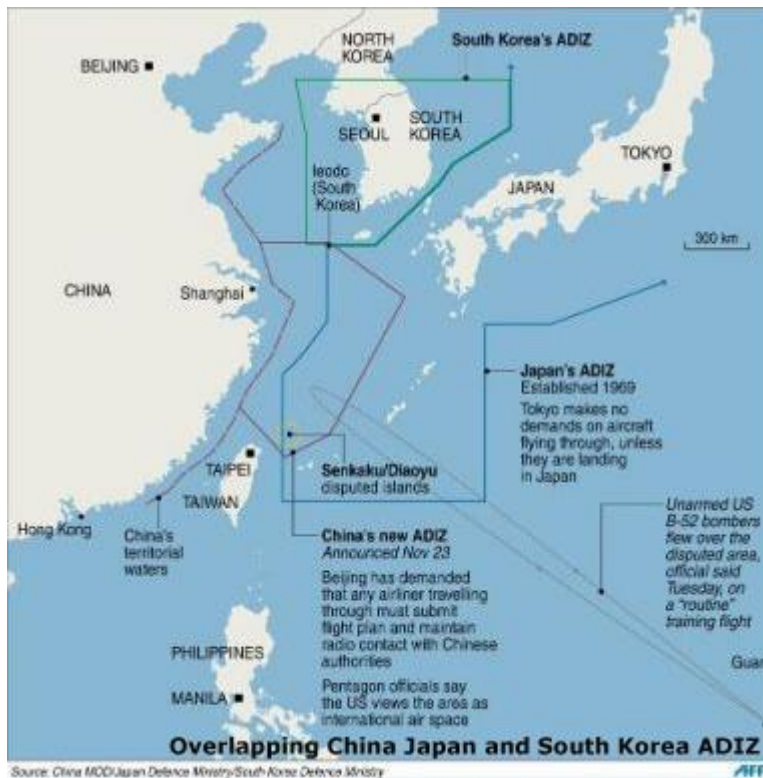 NORTH
KOREA
South Korea's ADIZ
BEIJING
SEOUL
SOUTH
KOREA
TOKYO
Ieodo
(South
Korea)
JAPAN
300 km
CHINA
Shanghai
Japan's ADIZ
Established 1969
Tokyo makes no
demands on aircraft
flying through, unless
they are landing
in Japan
TAIPEI
TAIWAN
Senkaku/Diaoyu
disputed islands
Hong Kong
China's
territorial
waters
China's new ADIZ
Announced Nov 23
Beijing has demanded
that any airliner travelling
through must submit
flight plan and maintain
radio contact with Chinese
authorities
Pentagon officials say
the US views the area as
international air space
Unarmed US
B-52 bombers
flew over the
disputed area,
official said
Tuesday, on
a "routine"
training flight
Guar
PHILIPPINES
MANILA
Overlapping China Japan and South Korea ADIZ
Source: China MOD/Japan Defence Ministry/South Korea Defence Ministry
AFP